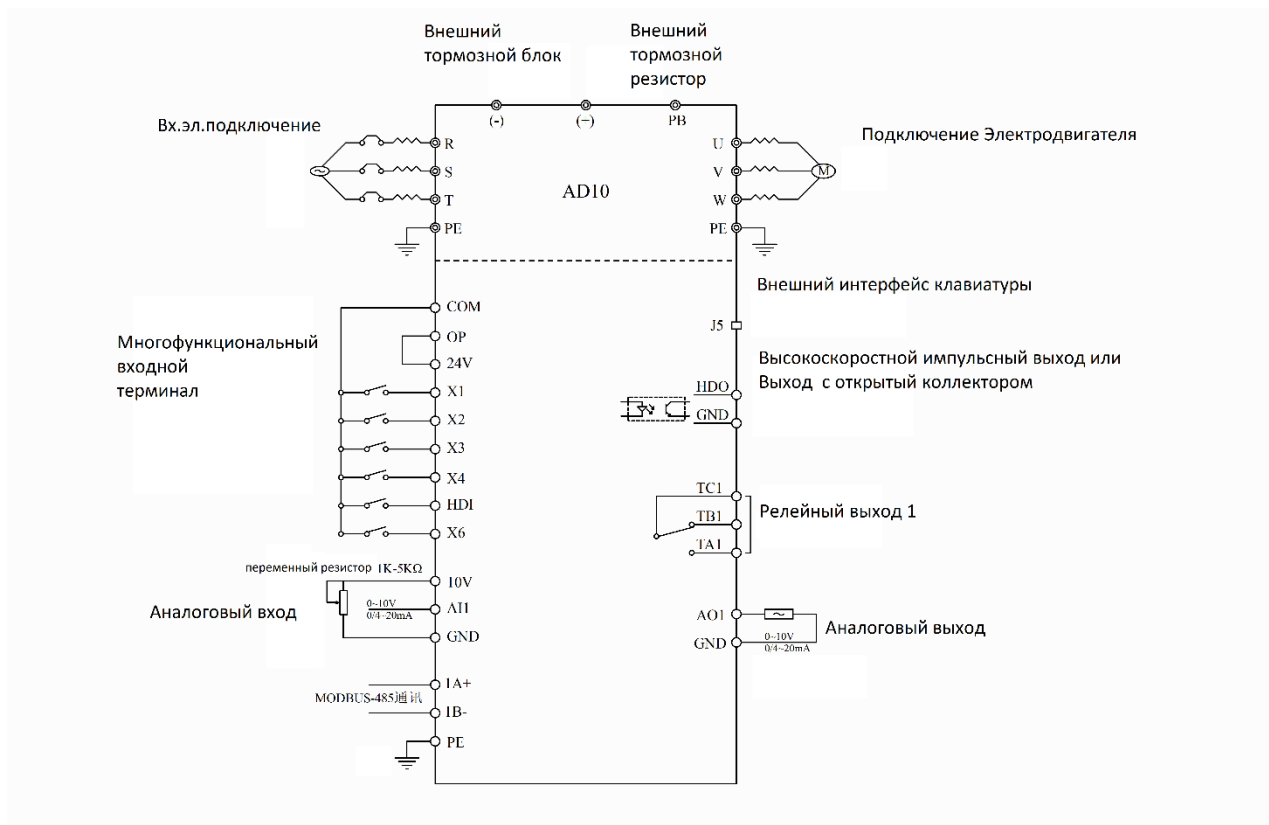 Внешний
тормозной блок
Внешний
тормозной
резистор
(-)
(+)
PB
Вх.эл.подключение
R
S
T
PE
AD10
U
V
W
PE
M
Подключение Электродвигателя
Многофункциональный
входной
терминал
COM
OP
24V
X1
X2
X3
X4
HDI
X6
Внешний интерфейс клавиатуры
J5
Высокоскоростной импульсный выход или
Выход с открытый коллектором
HDO
GND
TC1
TB1
TA1
Релейный выход 1
переменный резистор 1K-5KΩ
Аналоговый вход
0~10V
0/4~20mA
10V
AI1
GND
AO1
GND
0~10V
0/4~20mA
Аналоговый выход
MODBUS-485通讯
1A+
1B-
PE